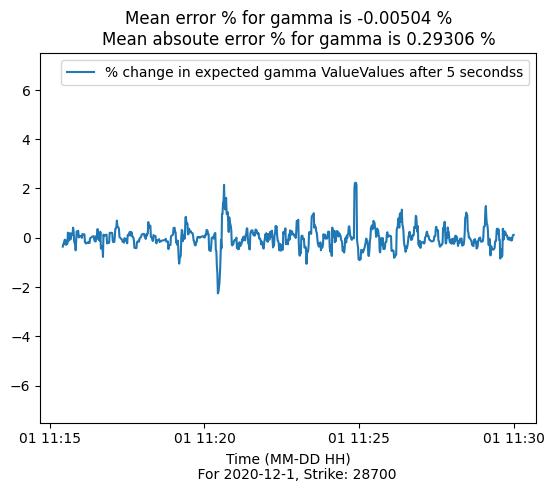 Mean error % for gamma is -0.00504 %
Mean absoute error % for gamma is 0.29306 %
% change in expected gamma ValueValues after 5 secondss
6
4
2
0
−2
−4
−6
01 11:15
01 11:20
01 11:25
01 11:30
Time (MM-DD HH)
For 2020-12-1, Strike: 28700